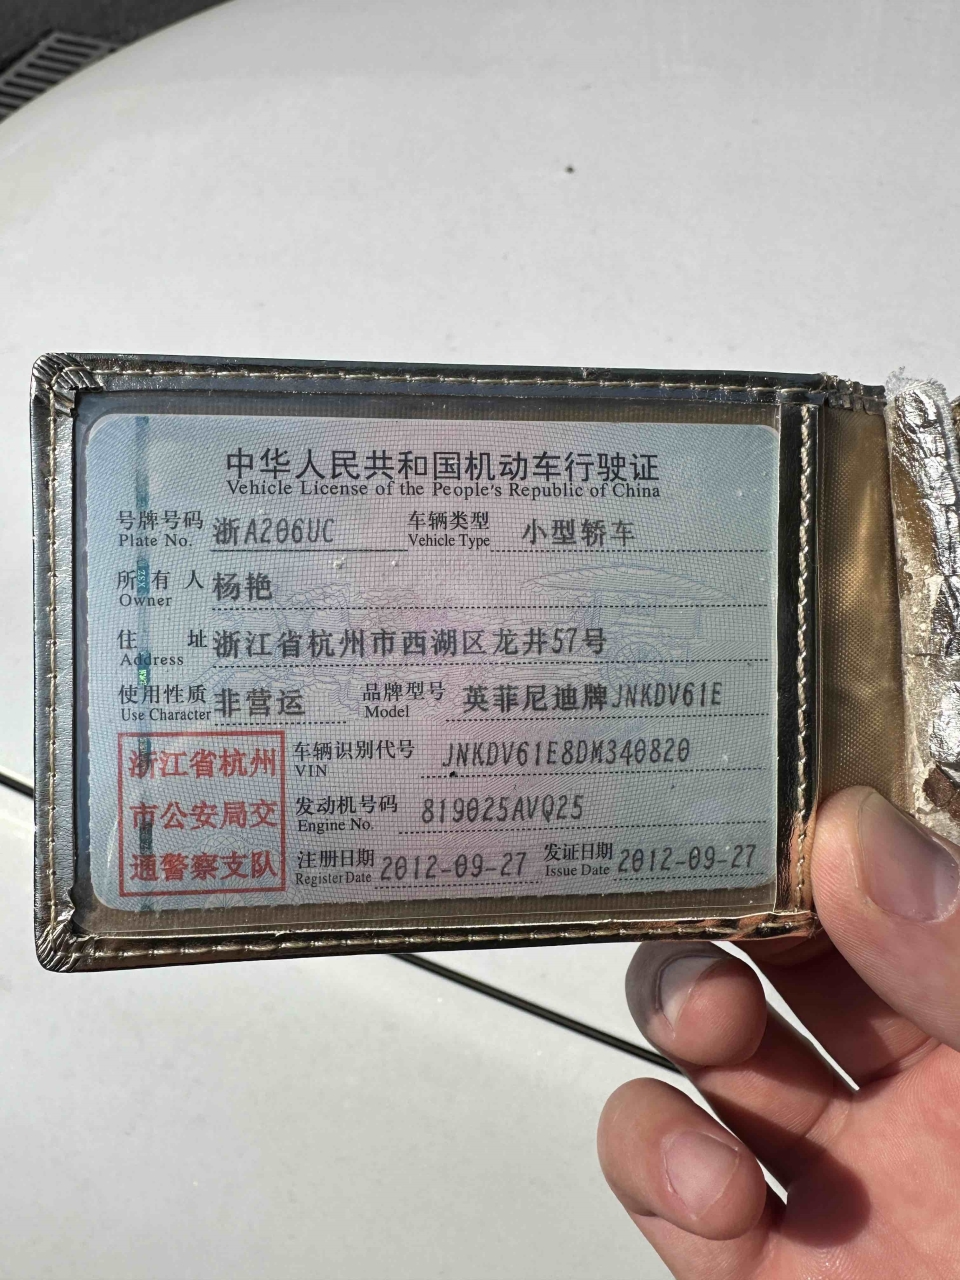 中华人民共和国机动车行驶证
Vehicle License of the People's Republic of China
号牌号码 浙A206UC 车辆类型 小型轿车
Plate No. Vehicle Type
所有人 杨艳
Owner
住址 浙江省杭州市西湖区龙井57号
Address
使用性质 非营运 品牌型号 英菲尼迪牌JNKDV61E
Use Character Model
浙江省杭州
市公安局交
通警察支队
车辆识别代号 JNKDV61E8DM340820
VIN
发动机号码 819025AVQ25
Engine No.
注册日期 2012-09-27 发证日期 2012-09-27
Register Date Issue Date